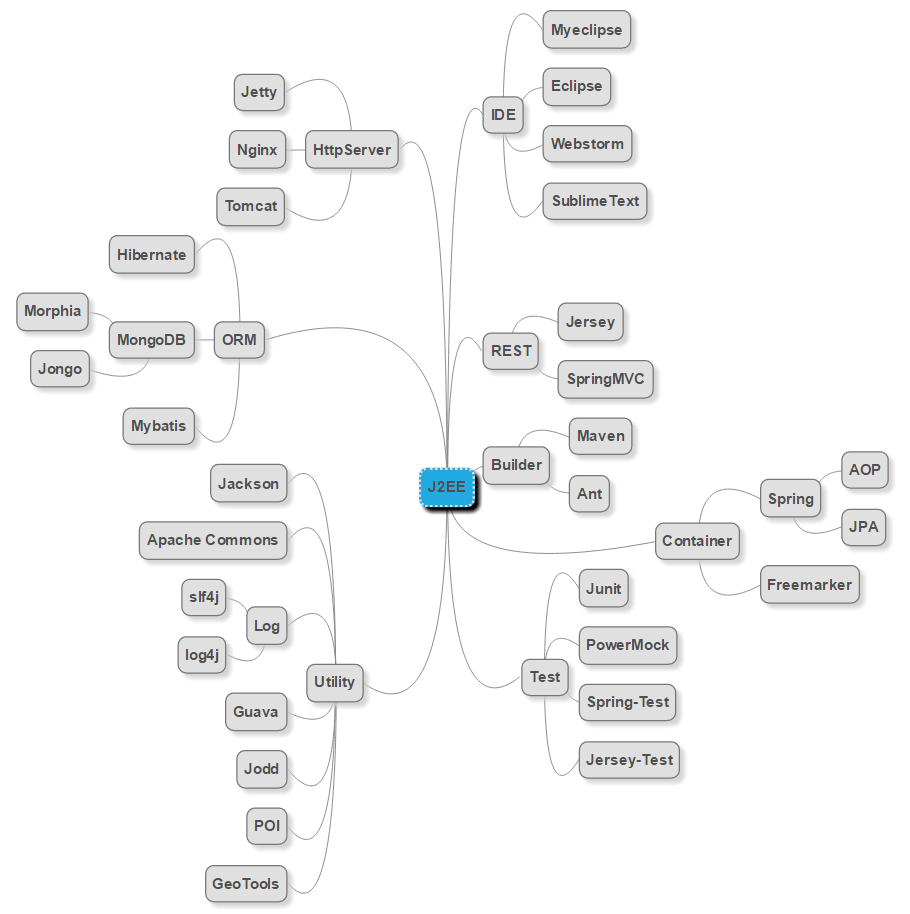 J2EE
HttpServer
Jetty
Nginx
Tomcat
ORM
Hibernate
MongoDB
Morphia
Jongo
Mybatis
Utility
Jackson
Apache Commons
Log
slf4j
log4j
Guava
Jodd
POI
GeoTools
IDE
Myeclipse
Eclipse
Webstorm
SublimeText
REST
Jersey
SpringMVC
Builder
Maven
Ant
Container
Spring
AOP
JPA
Freemarker
Test
Junit
PowerMock
Spring-Test
Jersey-Test